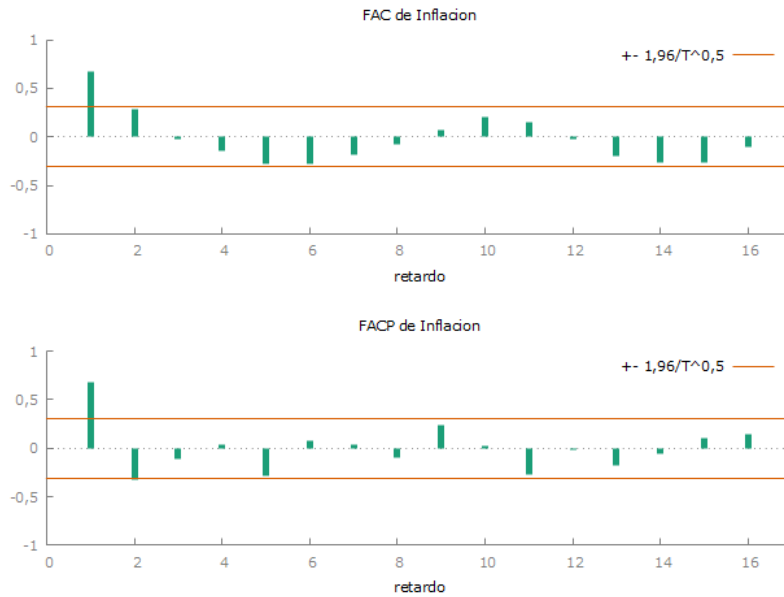 FAC de Inflacion
+- 1,96/T^0,5
1
0,5
0
-0,5
-1
0 2 4 6 8 10 12 14 16
retardo
FACP de Inflacion
+- 1,96/T^0,5
1
0,5
0
-0,5
-1
0 2 4 6 8 10 12 14 16
retardo